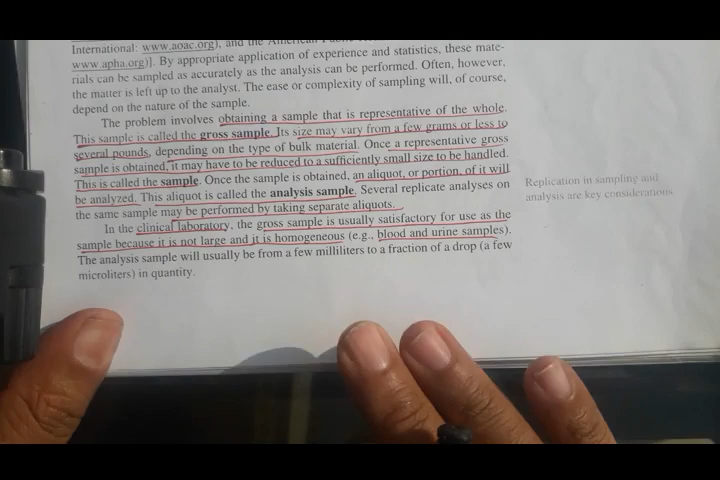 International: www.aoac.org), and the American
www.apha.org)]. By appropriate application of experience and statistics, these mate-
rials can be sampled as accurately as the analysis can be performed. Often, however,
the matter is left up to the analyst. The ease or complexity of sampling will, of course,
depend on the nature of the sample.
The problem involves obtaining a sample that is representative of the whole.
This sample is called the gross sample. Its size may vary from a few grams or less to
several pounds, depending on the type of bulk material. Once a representative gross
sample is obtained, it may have to be reduced to a sufficiently small size to be handled.
This is called the sample. Once the sample is obtained, an aliquot, or portion, of it will
be analyzed. This aliquot is called the analysis sample. Several replicate analyses on
the same sample may be performed by taking separate aliquots.
In the clinical laboratory, the gross sample is usually satisfactory for use as the
sample because it is not large and it is homogeneous (e.g., blood and urine samples).
The analysis sample will usually be from a few milliliters to a fraction of a drop (a few
microliters) in quantity.
Replication in sampling and
analysis are key considerations.